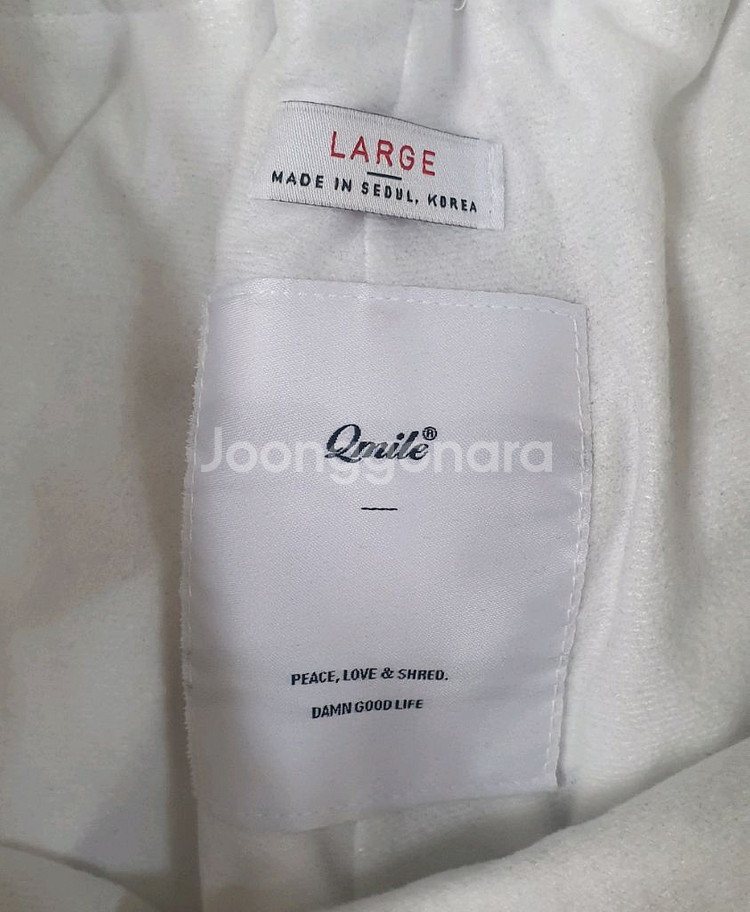 LARGE
MADE IN SEOUL, KOREA
Qmile®
Joonggonara
PEACE, LOVE & SHRED.
DAMN GOOD LIFE